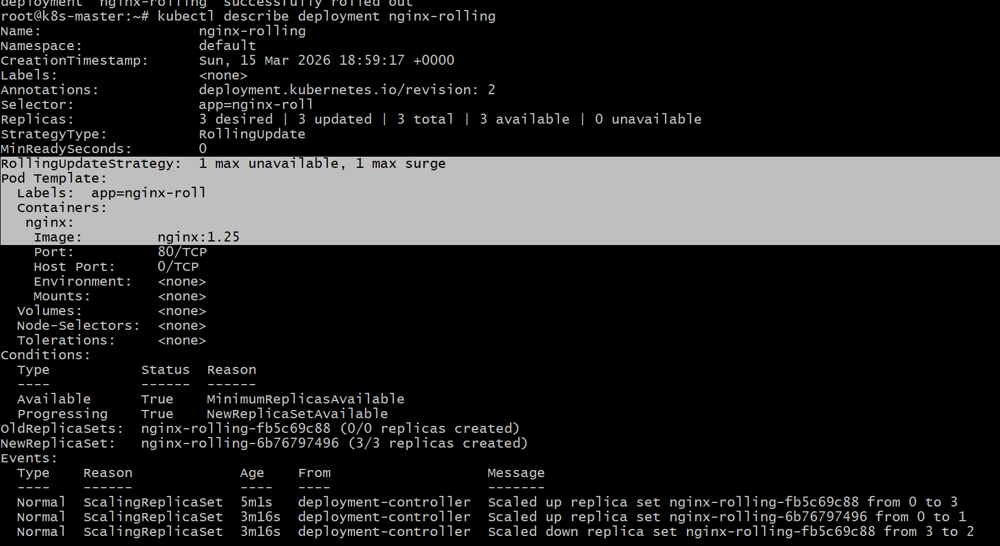 deployment "nginx-rolling" successfully rolled out
root@k8s-master:~# kubectl describe deployment nginx-rolling
Name:                   nginx-rolling
Namespace:              default
CreationTimestamp:      Sun, 15 Mar 2026 18:59:17 +0000
Labels:                 <none>
Annotations:            deployment.kubernetes.io/revision: 2
Selector:               app=nginx-roll
Replicas:               3 desired | 3 updated | 3 total | 3 available | 0 unavailable
StrategyType:           RollingUpdate
MinReadySeconds:        0
RollingUpdateStrategy:  1 max unavailable, 1 max surge
Pod Template:
  Labels:  app=nginx-roll
  Containers:
   nginx:
    Image:         nginx:1.25
    Port:          80/TCP
    Host Port:     0/TCP
    Environment:   <none>
    Mounts:        <none>
  Volumes:         <none>
  Node-Selectors:  <none>
  Tolerations:     <none>
Conditions:
  Type           Status  Reason
  ----           ------  ------
  Available      True    MinimumReplicasAvailable
  Progressing    True    NewReplicaSetAvailable
OldReplicaSets:  nginx-rolling-fb5c69c88 (0/0 replicas created)
NewReplicaSet:   nginx-rolling-6b76797496 (3/3 replicas created)
Events:
  Type    Reason             Age    From                   Message
  ----    ------             ----   ----                   -------
  Normal  ScalingReplicaSet  5m1s   deployment-controller  Scaled up replica set nginx-rolling-fb5c69c88 from 0 to 3
  Normal  ScalingReplicaSet  3m16s  deployment-controller  Scaled up replica set nginx-rolling-6b76797496 from 0 to 1
  Normal  ScalingReplicaSet  3m16s  deployment-controller  Scaled down replica set nginx-rolling-fb5c69c88 from 3 to 2